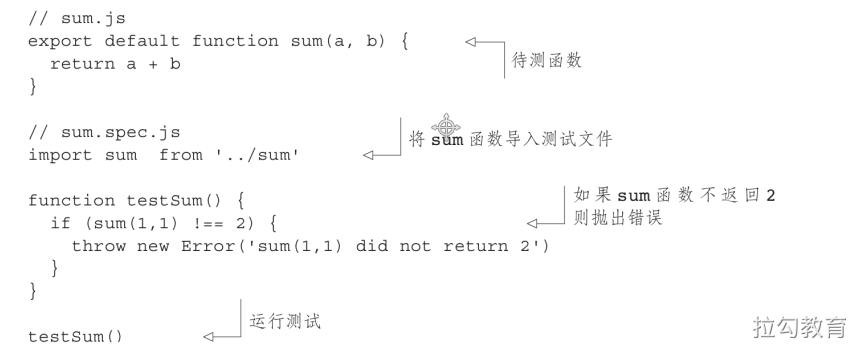 // sum.js
export default function sum(a, b) {
  return a + b
}
待测函数
// sum.spec.js
import sum  from '../sum'
将 sum 函数导入测试文件
function testSum() {
  if (sum(1,1) !== 2) {
    throw new Error('sum(1,1) did not return 2')
  }
}
如果 sum 函数不返回 2
则抛出错误
testSum()
运行测试
拉勾教育